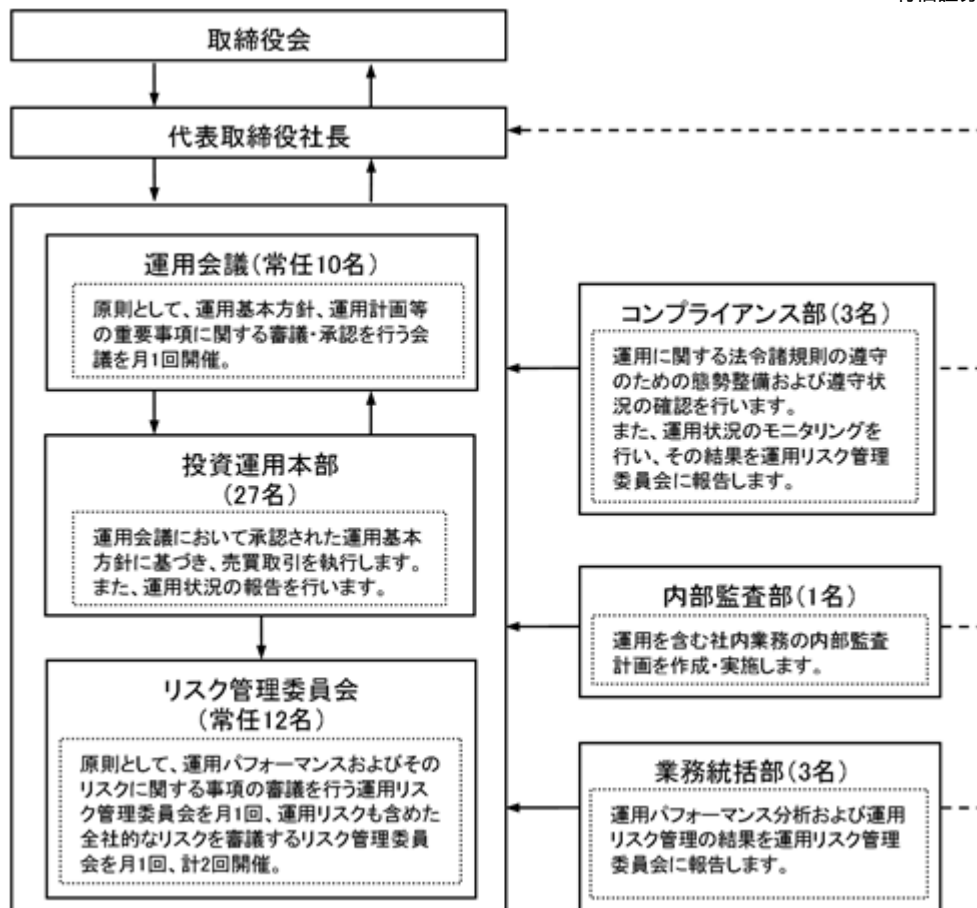 取締役会
代表取締役社長
運用会議(常任10名)
原則として、運用基本方針、運用計画等
の重要事項に関する審議・承認を行う会
議を月1回開催。
投資運用本部
(27名)
運用会議において承認された運用基本
方針に基づき、売買取引を執行します。
また、運用状況の報告を行います。
リスク管理委員会
(常任12名)
原則として、運用パフォーマンスおよびその
リスクに関する事項の審議を行う運用リス
ク管理委員会を月1回、運用リスクも含めた
全社的なリスクを審議するリスク管理委員
会を月1回、計2回開催。
コンプライアンス部(3名)
運用に関する法令諸規則の遵守
のための態勢整備および遵守状
況の確認を行います。
また、運用状況のモニタリングを
行い、その結果を運用リスク管理
委員会に報告します。
内部監査部(1名)
運用を含む社内業務の内部監査
計画を作成・実施します。
業務統括部(3名)
運用パフォーマンス分析および運用
リスク管理の結果を運用リスク管理
委員会に報告します。